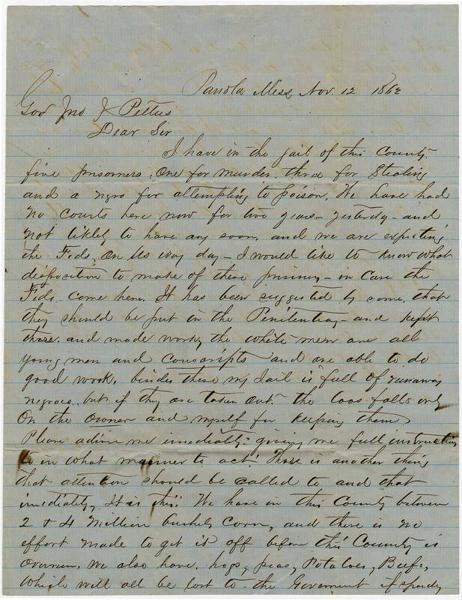 Panola Miss, Nov. 12 1862
Gov Jno J Pettus
Dear Sir
I have in the jail of this County
five prisoners. One for murder. three for Stealing
and a negro for attempting to poison. We have had
no courts here now for two years - yesterday - and
not likely to have any soon, and we are expecting
the Feds. On us evry day - I would like to know what
disposition to make of these prisoners - in case the
Feds. come here. It has been suggested by some, that
they should be put in the Penitentiary - and kept
there and made work, the white men are all
young men and conscripts and are able to do
good work, besides these my Jail is full of runaway
negroes. but if they are taken out the loss falls only
On the owner and myself for keeping them
Please advise me imediately: giving me full instruction
in what manner to act! There is another thing
that attention should be called to and that
imediatly, It is this. We have in this County between
2 & 4 Million bushels Corn, and there is no
effort made to get it off before this County is
overrun. We also have, hogs, peas, Potatoes, Beef,
which will all be lost to the Goverment if speedy